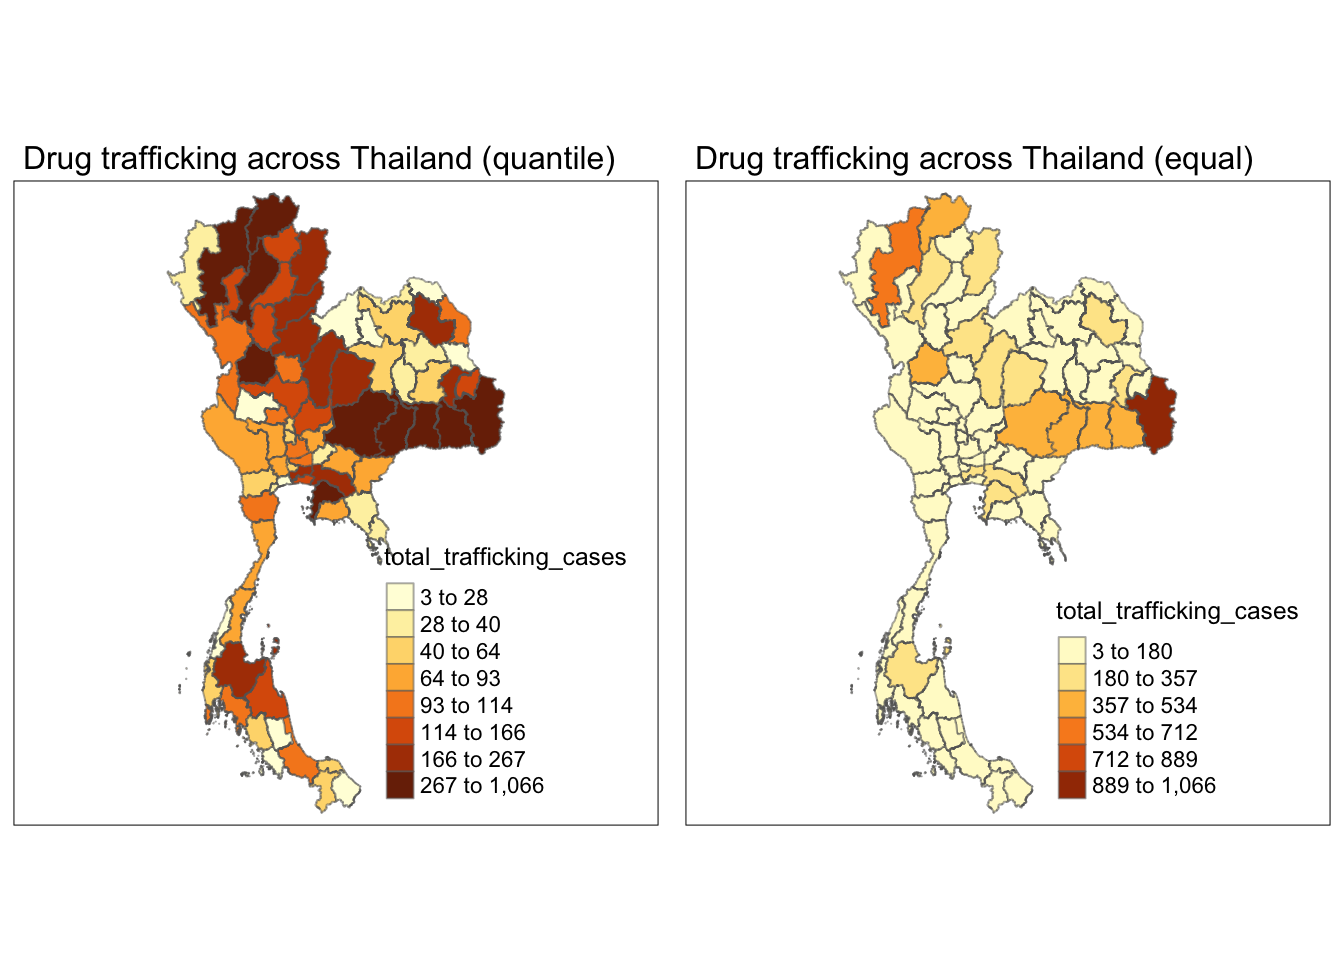 Drug trafficking across Thailand (quantile)
total_trafficking_cases
3 to 28
28 to 40
40 to 64
64 to 93
93 to 114
114 to 166
166 to 267
267 to 1,066
Drug trafficking across Thailand (equal)
total_trafficking_cases
3 to 180
180 to 357
357 to 534
534 to 712
712 to 889
889 to 1,066